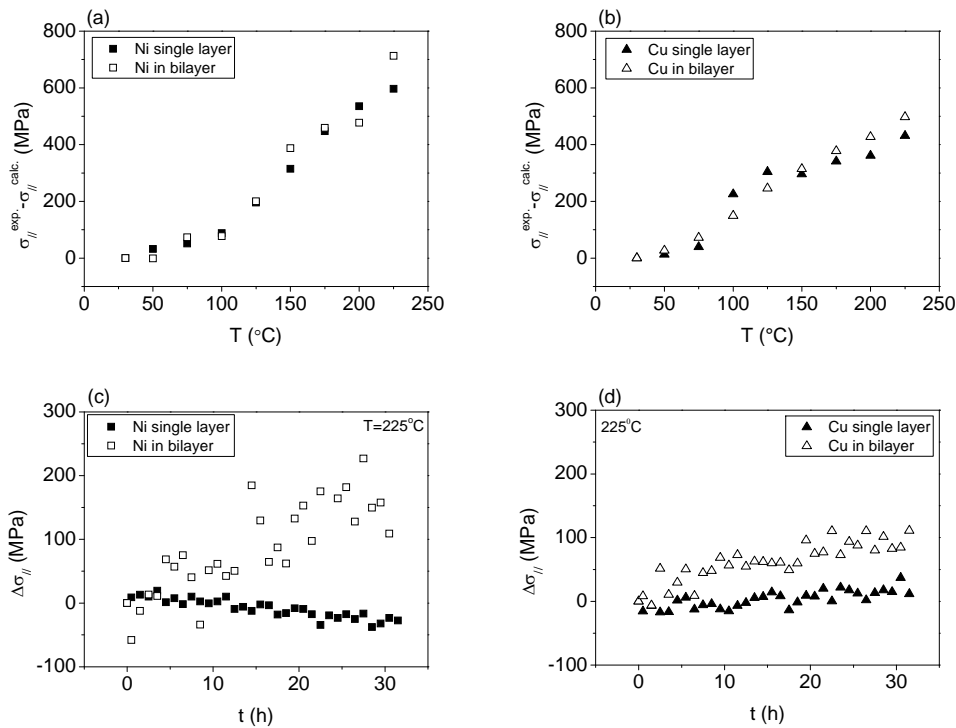 (a)
Ni single layer
Ni in bilayer
σ//^exp.-σ//^calc. (MPa)
800
600
400
200
0
0 50 100 150 200 250
T (°C)
(b)
Cu single layer
Cu in bilayer
σ//^exp.-σ//^calc. (MPa)
800
600
400
200
0
0 50 100 150 200 250
T (°C)
(c)
Ni single layer
Ni in bilayer
T=225°C
Δσ// (MPa)
300
200
100
0
-100
0 10 20 30
t (h)
(d)
225⁰C
Cu single layer
Cu in bilayer
Δσ// (MPa)
300
200
100
0
-100
0 10 20 30
t (h)